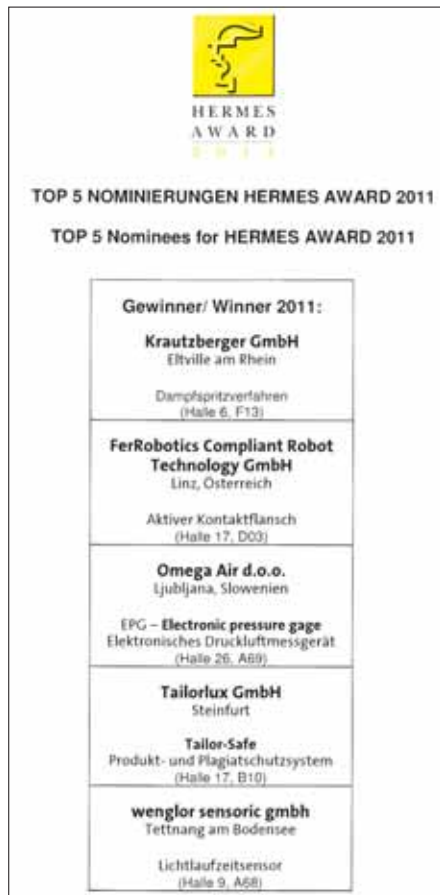 HERMES
AWARD
2011
TOP 5 NOMINIERUNGEN HERMES AWARD 2011
TOP 5 Nominees for HERMES AWARD 2011
Gewinner/ Winner 2011:
Krautzberger GmbH
Eltville am Rhein
Dampfspritzverfahren
(Halle 6, F13)
FerRobotics Compliant Robot
Technology GmbH
Linz, Österreich
Aktiver Kontaktflansch
(Halle 17, D03)
Omega Air d.o.o.
Ljubljana, Slowenien
EPG – Electronic pressure gage
Elektronisches Druckluftmessgerät
(Halle 26, A69)
Tailorlux GmbH
Steinfurt
Tailor-Safe
Produkt- und Plagiatschutzsystem
(Halle 17, B10)
wenglor sensoric gmbh
Tettnang am Bodensee
Lichtlaufzeitsensor
(Halle 9, A68)